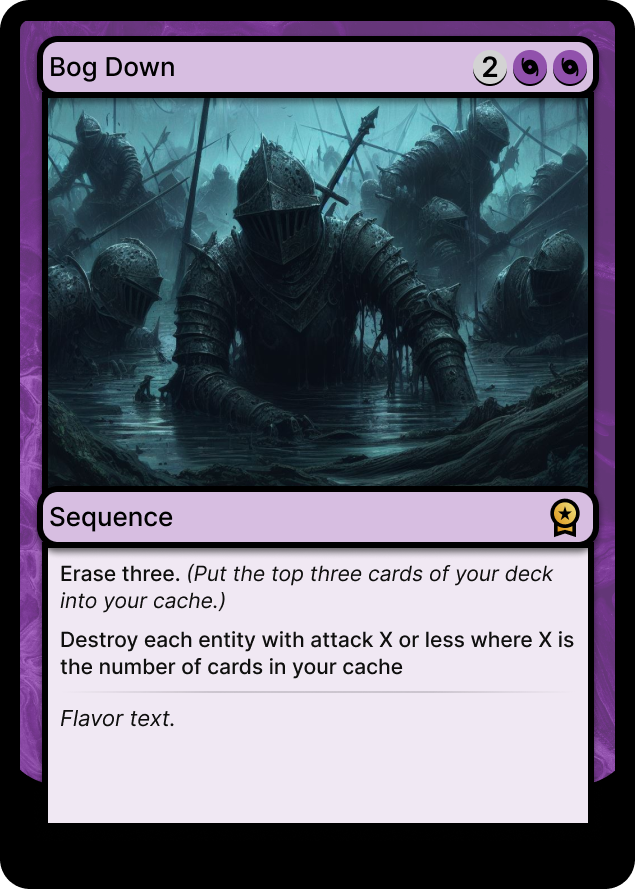 Bog Down
2
Sequence
Erase three. (Put the top three cards of your deck
into your cache.)
Destroy each entity with attack X or less where X is
the number of cards in your cache
Flavor text.